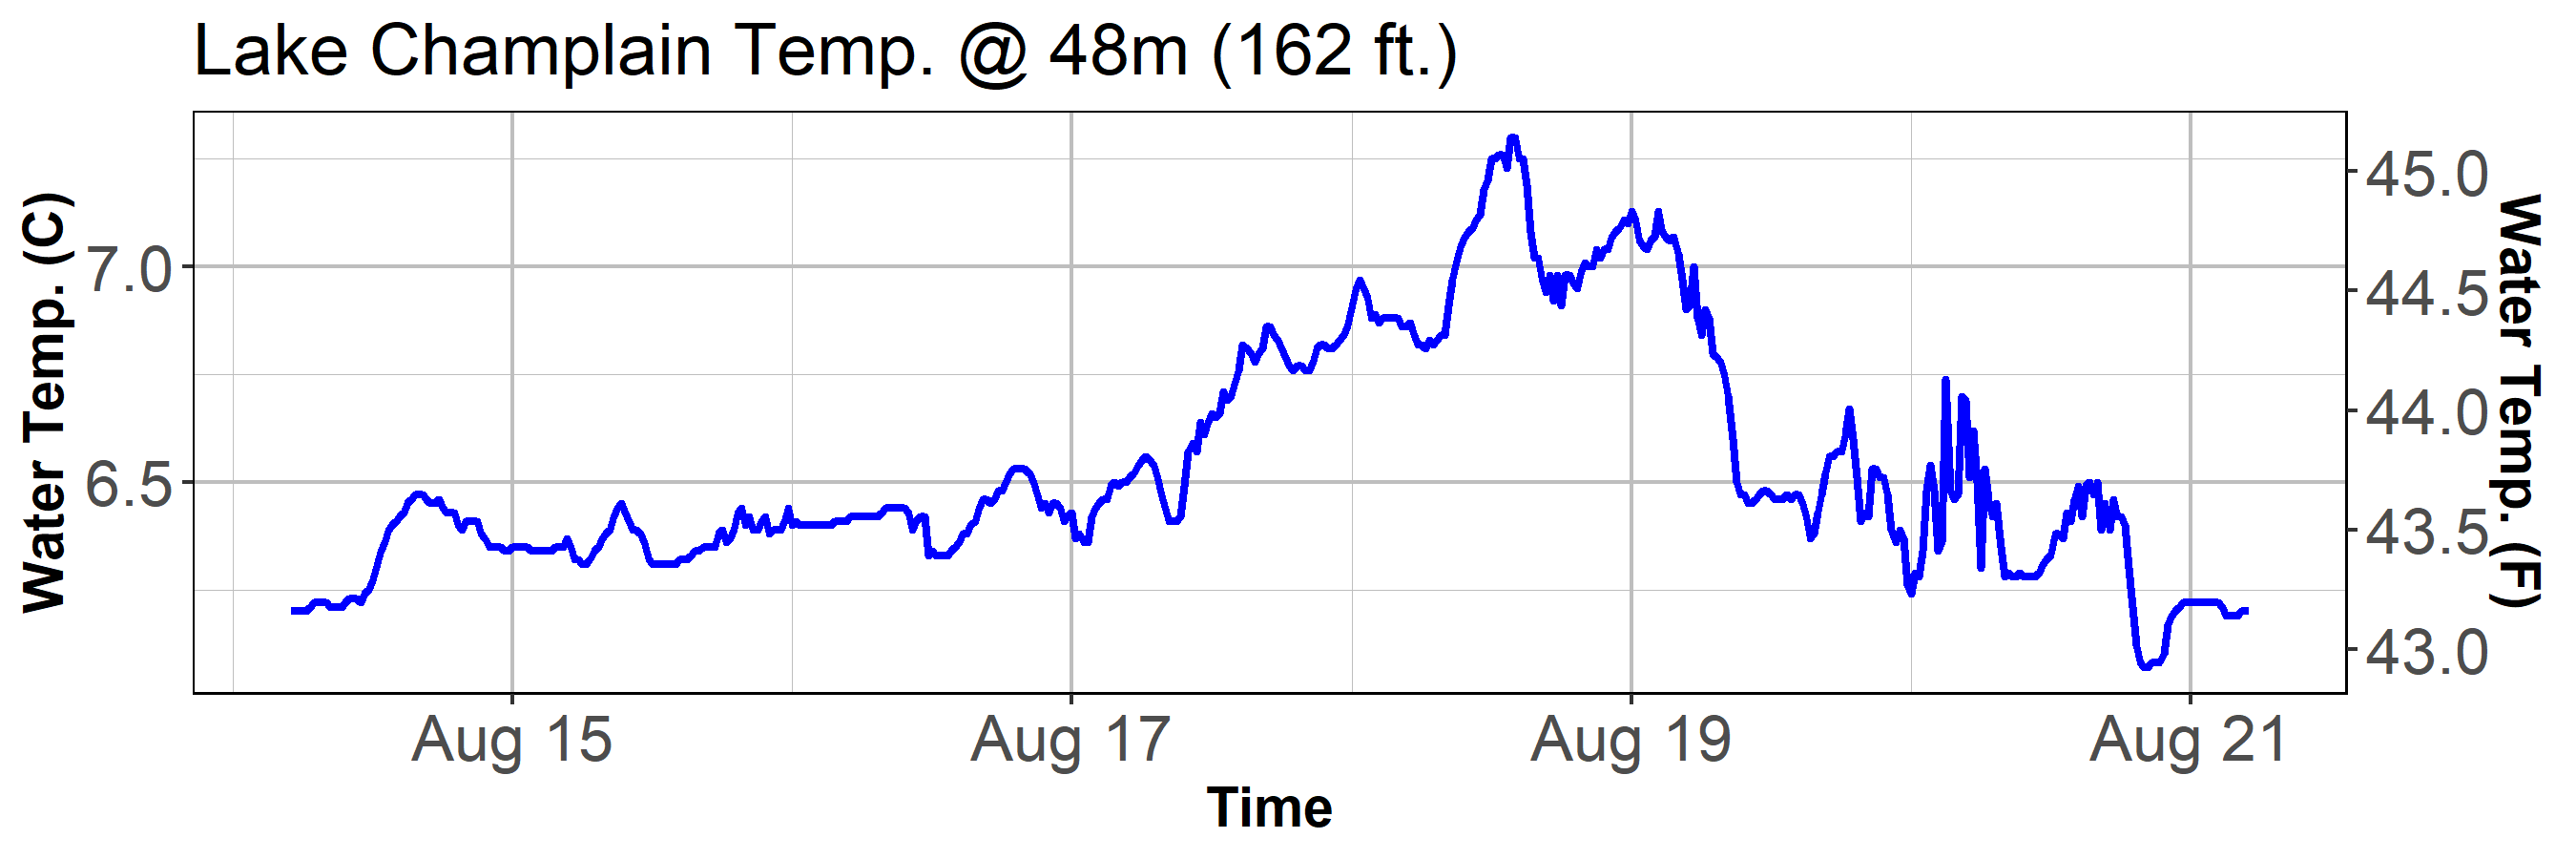 Lake Champlain Temp. @ 48m (162 ft.)
Water Temp. (C)
7.0
6.5
45.0
44.5
44.0
43.5
43.0
Water Temp. (F)
Aug 15 Aug 17 Aug 19 Aug 21
Time